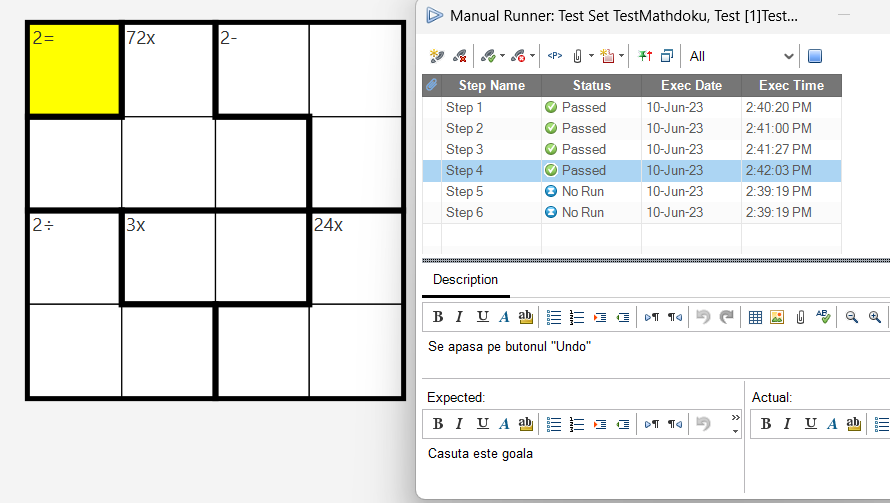 2= 72x 2-
2÷ 3x 24x
Manual Runner: Test Set TestMathdoku, Test [1]Test...
<P> All
Step Name Status Exec Date Exec Time
Step 1 Passed 10-Jun-23 2:40:20 PM
Step 2 Passed 10-Jun-23 2:41:00 PM
Step 3 Passed 10-Jun-23 2:41:27 PM
Step 4 Passed 10-Jun-23 2:42:03 PM
Step 5 No Run 10-Jun-23 2:39:19 PM
Step 6 No Run 10-Jun-23 2:39:19 PM
Description
B I U A ab
Se apasa pe butonul "Undo"
Expected: Actual:
B I U A ab B I U A ab
Casuta este goala